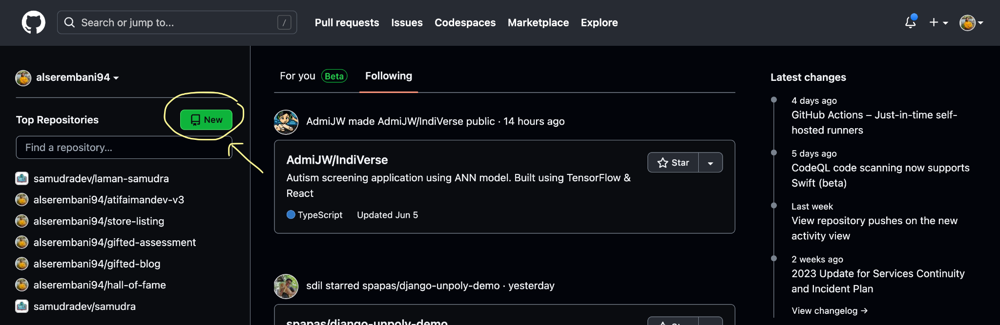 Search or jump to...
/
Pull requests
Issues
Codespaces
Marketplace
Explore
alserembani94
Top Repositories
New
Find a repository...
samudradev/laman-samudra
alserembani94/atifaimandev-v3
alserembani94/store-listing
alserembani94/gifted-assessment
alserembani94/gifted-blog
alserembani94/hall-of-fame
samudradev/samudra
For you Beta
Following
AdmiJW made AdmiJW/IndiVerse public · 14 hours ago
AdmiJW/IndiVerse
Star
Autism screening application using ANN model. Built using TensorFlow &
React
TypeScript
Updated Jun 5
sdil starred spapas/django-unpoly-demo · yesterday
spapas/django-unpoly-demo
Star
Latest changes
4 days ago
GitHub Actions – Just-in-time self-
hosted runners
5 days ago
CodeQL code scanning now supports
Swift (beta)
Last week
View repository pushes on the new
activity view
2 weeks ago
2023 Update for Services Continuity
and Incident Plan
View changelog →